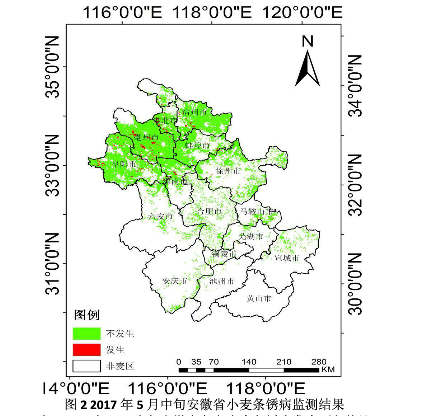 116°0'0"E 118°0'0"E 120°0'0"E
N
35°0'0"N
34°0'0"N
33°0'0"N
32°0'0"N
31°0'0"N
30°0'0"N
宿州市
阜阳市
滁州市
六安市
合肥市
马鞍山市
芜湖市
铜陵市
宣城市
安庆市
池州市
黄山市
图例
不发生
发生
非麦区
0 35 70 140 210 280
KM
14°0'0"E 116°0'0"E 118°0'0"E
图 2 2017 年 5 月中旬安徽省小麦条锈病监测结果